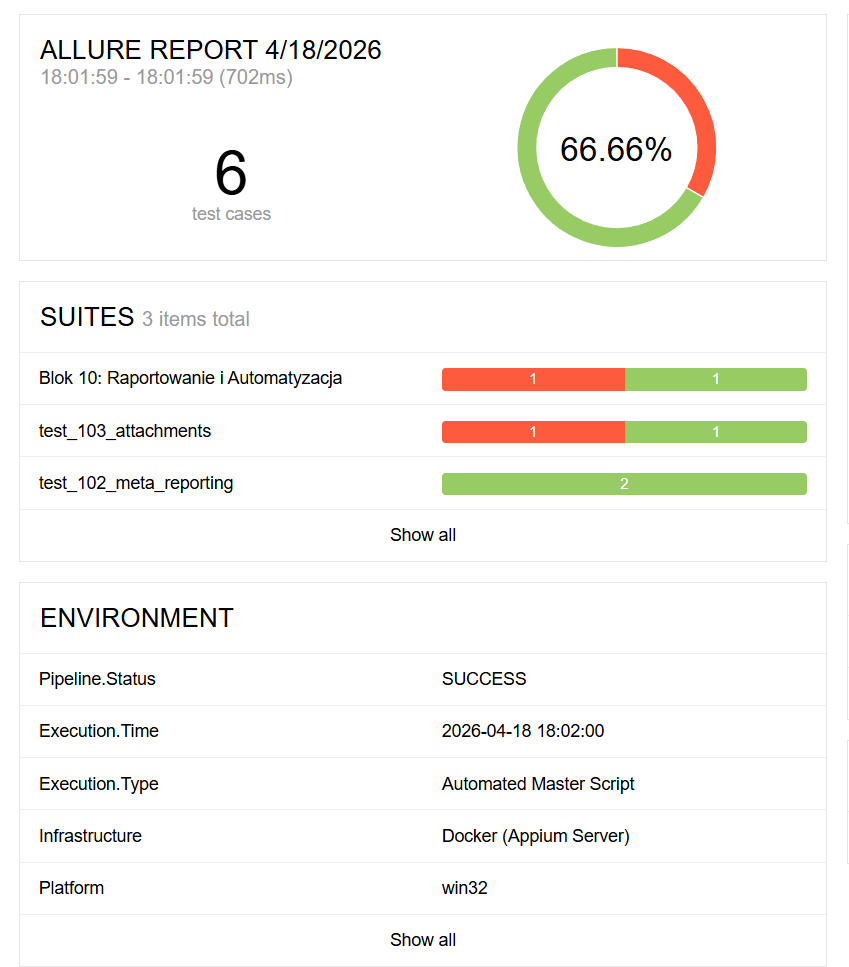 ALLURE REPORT 4/18/2026
18:01:59 - 18:01:59 (702ms)
6
test cases
66.66%
SUITES 3 items total
Blok 10: Raportowanie i Automatyzacja 1 1
test_103_attachments 1 1
test_102_meta_reporting 2
Show all
ENVIRONMENT
Pipeline.Status SUCCESS
Execution.Time 2026-04-18 18:02:00
Execution.Type Automated Master Script
Infrastructure Docker (Appium Server)
Platform win32
Show all